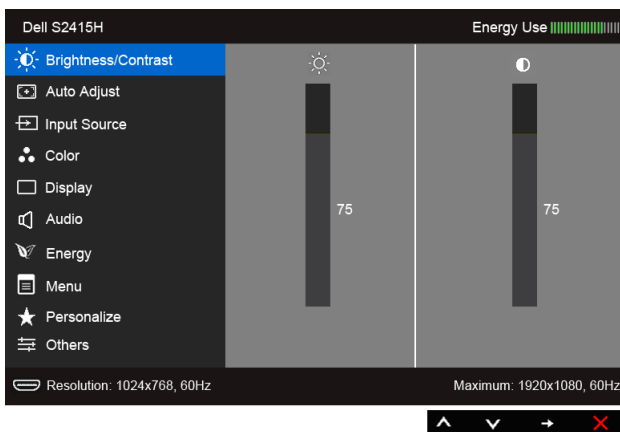 Dell S2415H
Energy Use
Brightness/Contrast
Auto Adjust
Input Source
Color
Display
Audio
Energy
Menu
Personalize
Others
75
75
Resolution: 1024x768, 60Hz
Maximum: 1920x1080, 60Hz